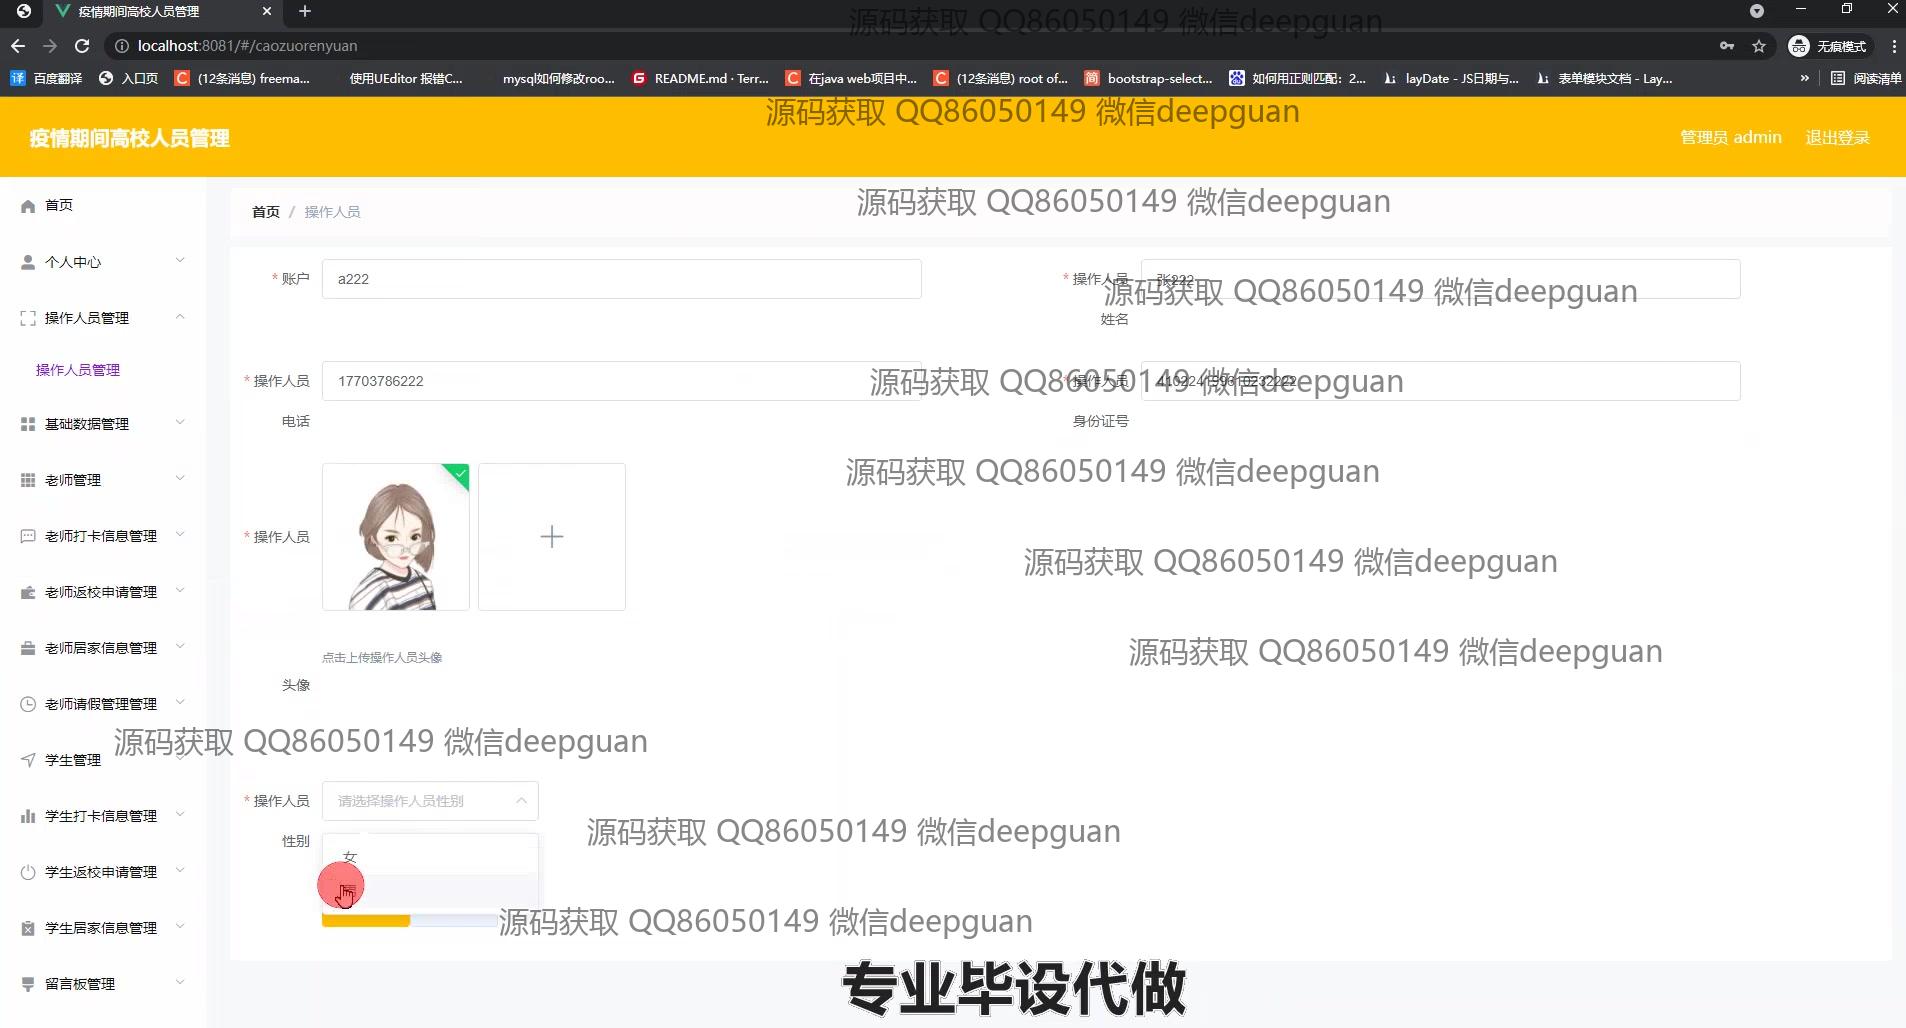 疫情期间高校人员管理
源码获取 QQ86050149 微信deepguan
localhost:8081/#/caozuorenyuan
无痕模式
百度翻译
入口页
(12条消息) freema...
使用UEditor 报错C...
mysql如何修改roo...
README.md · Terr...
在java web项目中...
(12条消息) root of...
bootstrap-select...
如何用正则匹配：2...
layDate - JS日期与...
表单模块文档 - Lay...
»
阅读清单
源码获取 QQ86050149 微信deepguan
疫情期间高校人员管理
管理员 admin
退出登录
首页
个人中心
操作人员管理
操作人员管理
基础数据管理
老师管理
老师打卡信息管理
老师返校申请管理
老师居家信息管理
老师请假管理管理
学生管理
学生打卡信息管理
学生返校申请管理
学生居家信息管理
留言板管理
首页 / 操作人员
源码获取 QQ86050149 微信deepguan
* 账户
a222
* 操作人员
姓名
张222
源码获取 QQ86050149 微信deepguan
* 操作人员
电话
17703786222
* 操作人员
身份证号
源码获取 QQ86050149 微信deepguan
源码获取 QQ86050149 微信deepguan
* 操作人员
头像
点击上传操作人员头像
源码获取 QQ86050149 微信deepguan
源码获取 QQ86050149 微信deepguan
源码获取 QQ86050149 微信deepguan
* 操作人员
性别
请选择操作人员性别
女
源码获取 QQ86050149 微信deepguan
源码获取 QQ86050149 微信deepguan
专业毕设代做